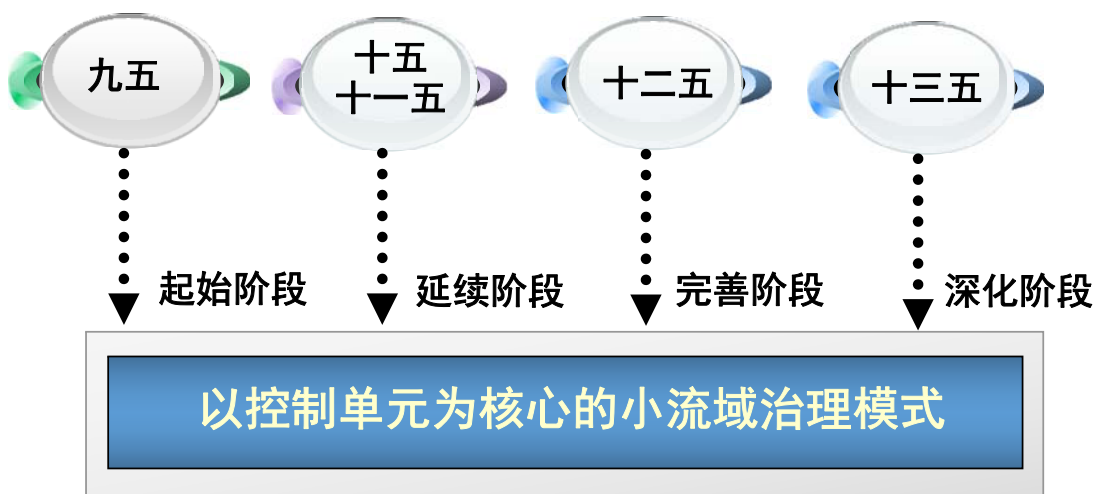 九五
十五
十一五
十二五
十三五
起始阶段
延续阶段
完善阶段
深化阶段
以控制单元为核心的小流域治理模式